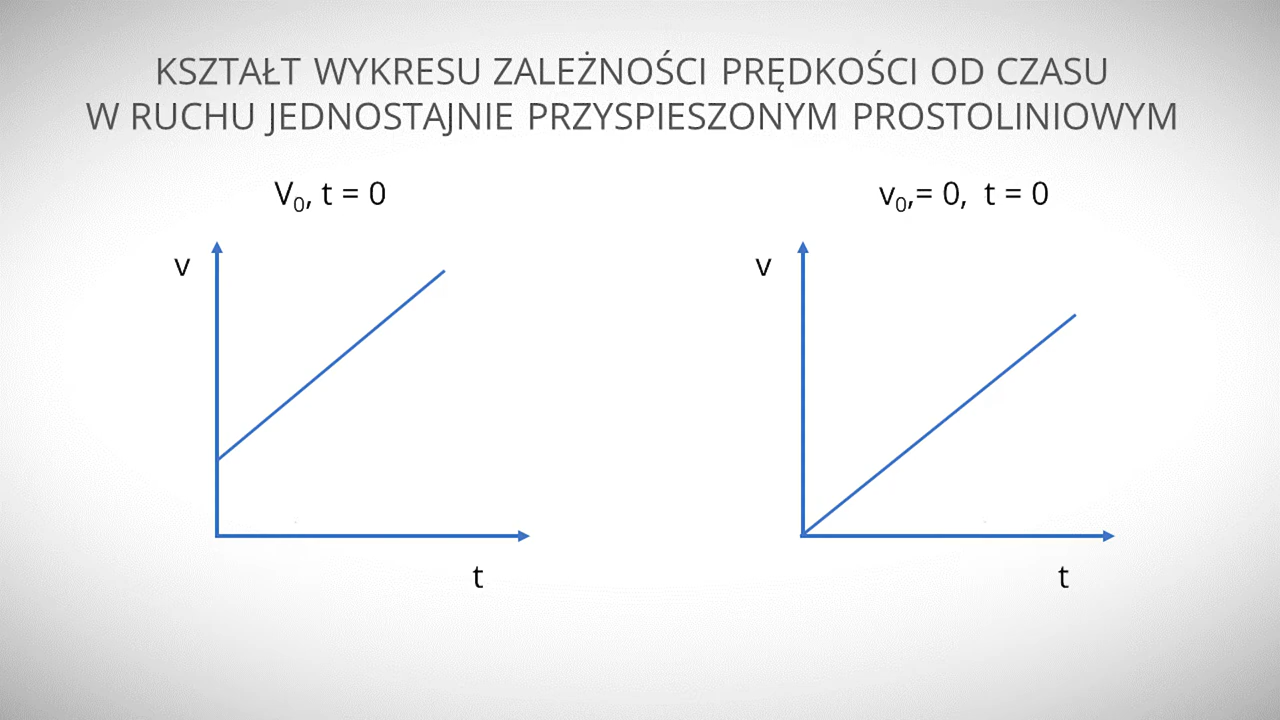 KSZTAŁT WYKRESU ZALEŻNOŚCI PRĘDKOŚCI OD CZASU
W RUCHU JEDNOSTAJNIE PRZYSPIESZONYM PROSTOLINIOWYM
V₀, t = 0
v₀,= 0, t = 0
v
v
t
t